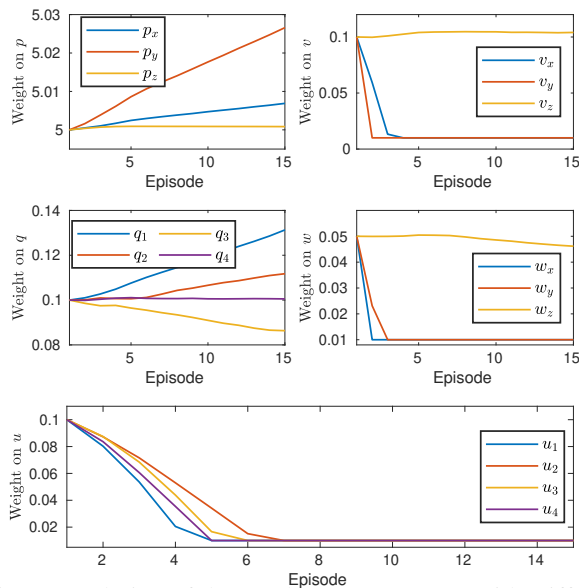 5.03
5.02
5.01
5
Weight on p
p_x
p_y
p_z
5
10
15
Episode
0.1
0.05
0
Weight on v
v_x
v_y
v_z
5
10
15
Episode
0.14
0.12
0.1
0.08
Weight on q
q_1
q_3
q_2
q_4
5
10
15
Episode
0.05
0.04
0.03
0.02
0.01
Weight on w
w_x
w_y
w_z
5
10
15
Episode
0.1
0.08
0.06
0.04
0.02
Weight on u
u_1
u_2
u_3
u_4
2
4
6
8
10
12
14
Episode